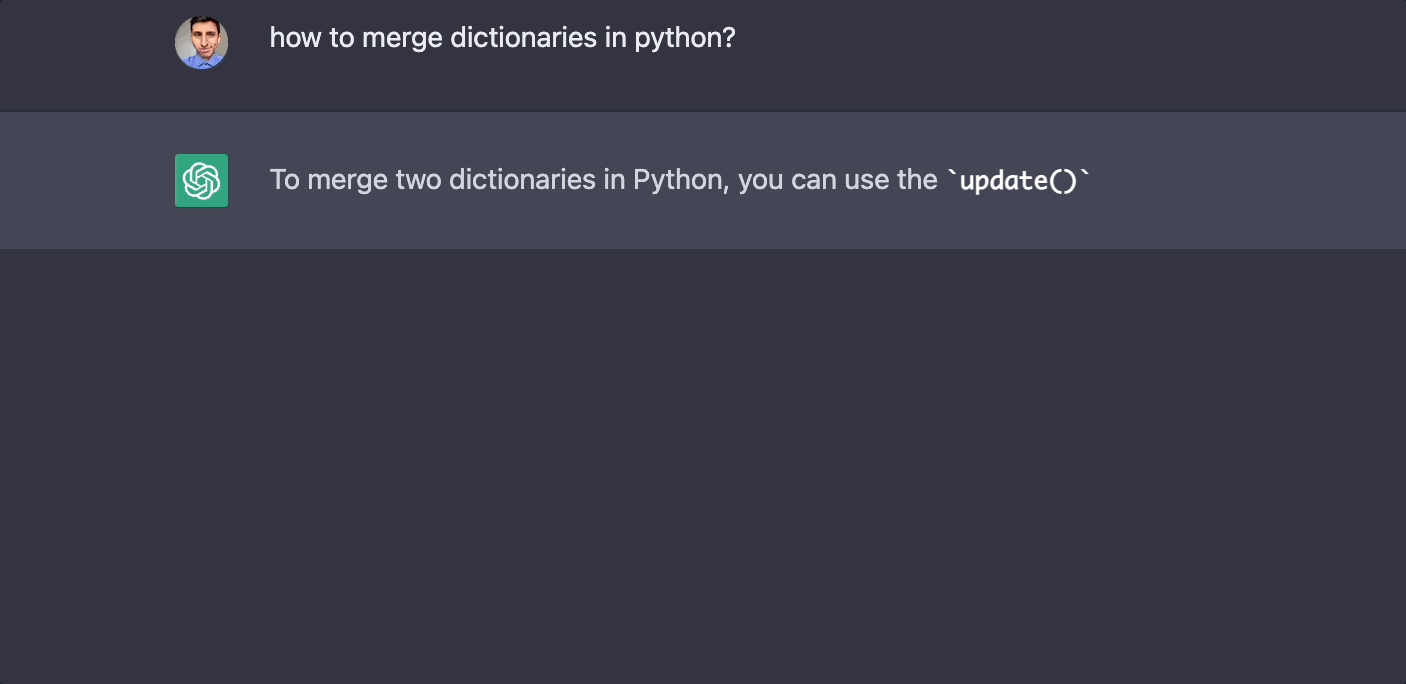 how to merge dictionaries in python?
To merge two dictionaries in Python, you can use the `update()`